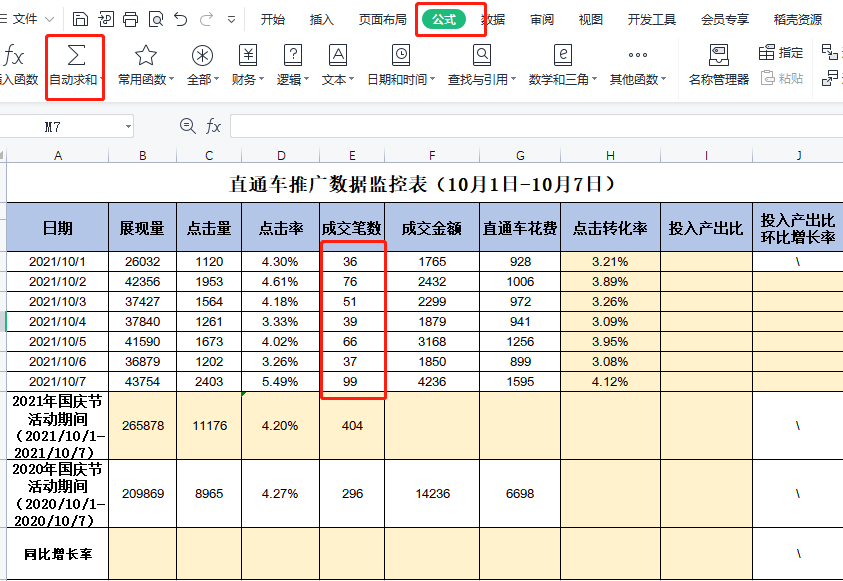 文件 开始 插入 页面布局 公式 数据 审阅 视图 开发工具 会员专享 稻壳资源
fx
入函数 自动求和 常用函数 全部 财务 逻辑 文本 日期和时间 查找与引用 数学和三角 其他函数 名称管理器 指定 粘贴
M7 fx
A B C D E F G H I J
直通车推广数据监控表（10月1日-10月7日）
日期 展现量 点击量 点击率 成交笔数 成交金额 直通车花费 点击转化率 投入产出比 投入产出比
环比增长率
2021/10/1 26032 1120 4.30% 36 1765 928 3.21% \
2021/10/2 42356 1953 4.61% 76 2432 1006 3.89%
2021/10/3 37427 1564 4.18% 51 2299 972 3.26%
2021/10/4 37840 1261 3.33% 39 1879 941 3.09%
2021/10/5 41590 1673 4.02% 66 3168 1256 3.95%
2021/10/6 36879 1202 3.26% 37 1850 899 3.08%
2021/10/7 43754 2403 5.49% 99 4236 1595 4.12%
2021年国庆节
活动期间
（2021/10/1-
2021/10/7）
265878 11176 4.20% 404 \
2020年国庆节
活动期间
（2020/10/1-
2020/10/7）
209869 8965 4.27% 296 14236 6698 \
同比增长率 \